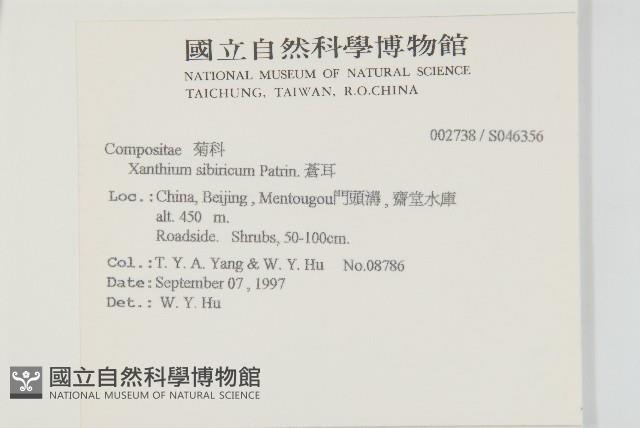 國立自然科學博物館
NATIONAL MUSEUM OF NATURAL SCIENCE
TAICHUNG, TAIWAN, R.O.CHINA
002738 / S046356
Compositae 菊科
Xanthium sibiricum Patrin. 蒼耳
Loc.: China, Beijing , Mentougou門頭溝 , 齋堂水庫
alt. 450 m.
Roadside. Shrubs, 50-100cm.
Col.: T. Y. A. Yang & W. Y. Hu No.08786
Date: September 07 , 1997
Det.: W. Y. Hu
國立自然科學博物館
NATIONAL MUSEUM OF NATURAL SCIENCE